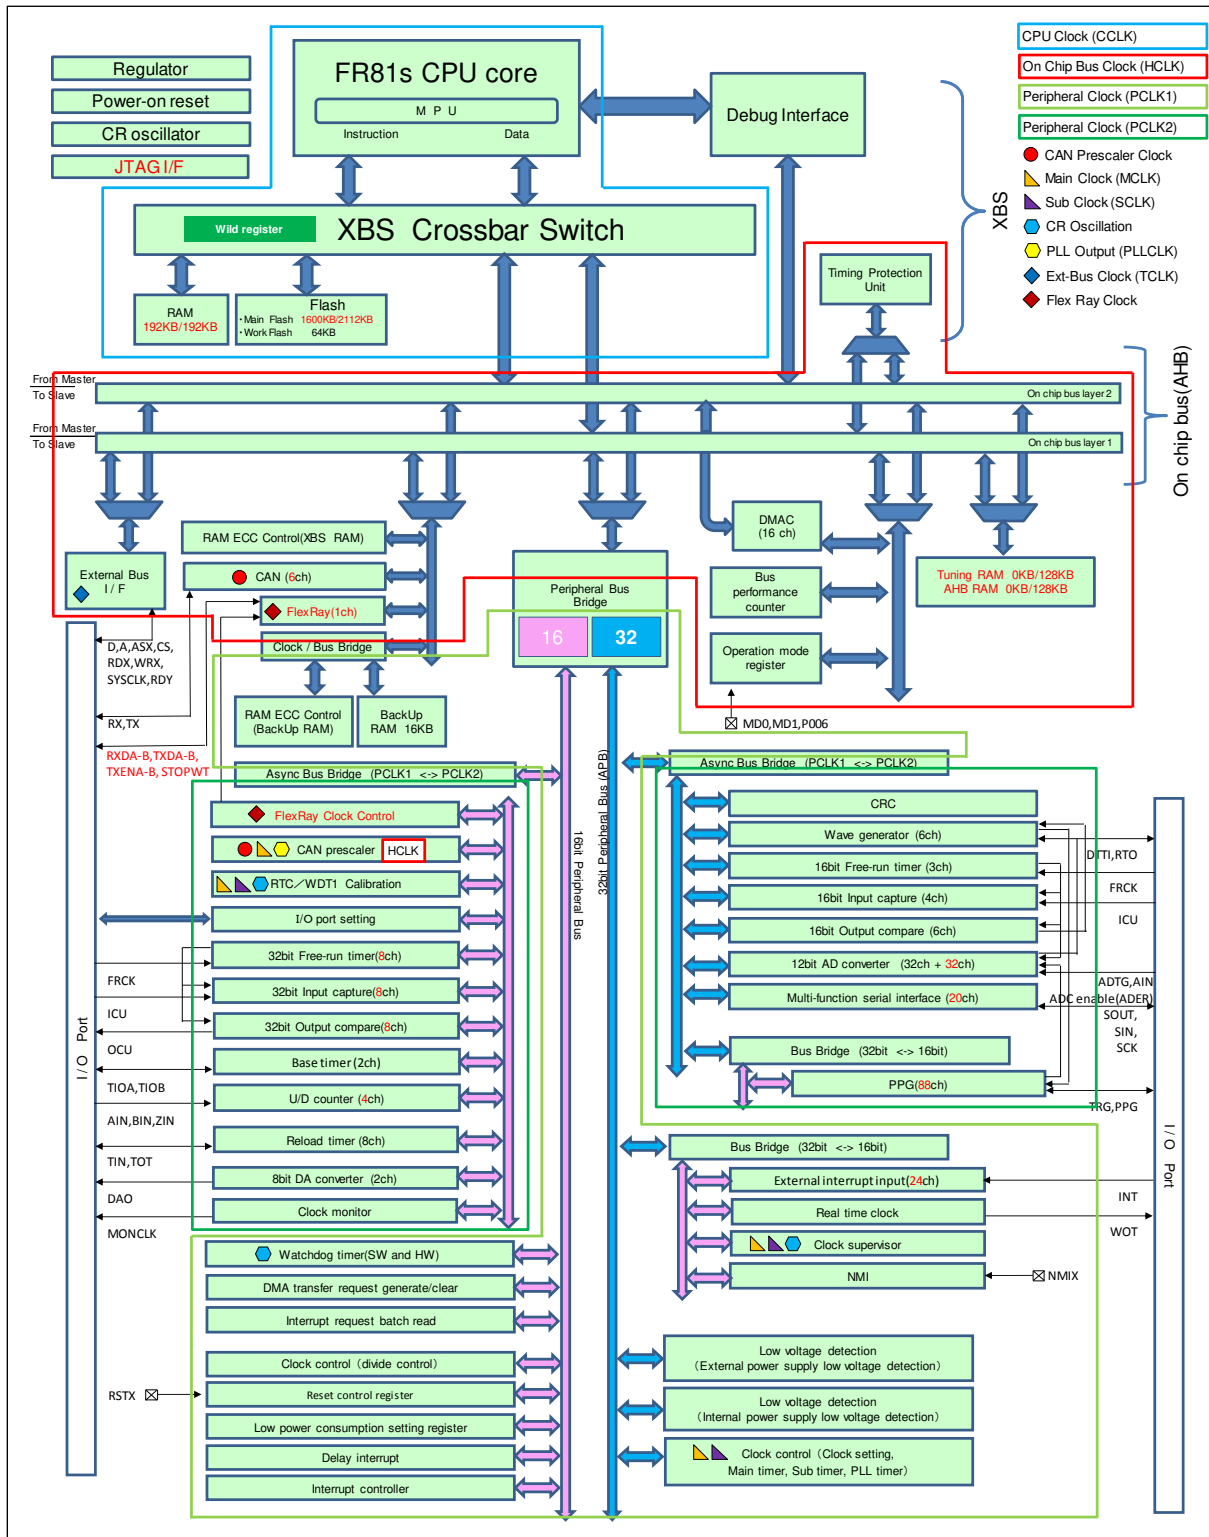 Regulator
Power-on reset
CR oscillator
JTAG I/F
FR81s CPU core
M P U
Instruction
Data
Debug Interface
CPU Clock (CCLK)
On Chip Bus Clock (HCLK)
Peripheral Clock (PCLK1)
Peripheral Clock (PCLK2)
CAN Prescaler Clock
Main Clock (MCLK)
Sub Clock (SCLK)
CR Oscillation
PLL Output (PLLCLK)
Ext-Bus Clock (TCLK)
Flex Ray Clock
XBS
Wild register
XBS Crossbar Switch
RAM
192KB/192KB
Flash
・Main Flash 1600KB/2112KB
・Work Flash 64KB
Timing Protection
Unit
On chip bus(AHB)
From Master
To Slave
On chip bus layer 2
From Master
To Slave
On chip bus layer 1
External Bus
I / F
RAM ECC Control(XBS RAM)
CAN (6ch)
FlexRay(1ch)
Clock / Bus Bridge
RAM ECC Control
(BackUp RAM)
BackUp
RAM 16KB
Peripheral Bus
Bridge
16
32
DMAC
(16 ch)
Bus
performance
counter
Operation mode
register
Tuning RAM 0KB/128KB
AHB RAM 0KB/128KB
MD0,MD1,P006
D,A,ASX,CS,
RDX,WRX,
SYSCLK,RDY
RX,TX
RXDA-B,TXDA-B,
TXENA-B, STOPWT
I / O Port
Async Bus Bridge (PCLK1 <-> PCLK2)
FlexRay Clock Control
CAN prescaler
HCLK
RTC／WDT1 Calibration
I/O port setting
32bit Free-run timer(8ch)
32bit Input capture(8ch)
32bit Output compare(8ch)
Base timer (2ch)
U/D counter (4ch)
Reload timer (8ch)
8bit DA converter (2ch)
Clock monitor
FRCK
ICU
OCU
TIOA,TIOB
AIN,BIN,ZIN
TIN,TOT
DAO
MONCLK
Watchdog timer(SW and HW)
DMA transfer request generate/clear
Interrupt request batch read
Clock control（divide control）
Reset control register
Low power consumption setting register
Delay interrupt
Interrupt controller
RSTX
16bit Peripheral Bus
32bit Peripheral Bus (APB)
Async Bus Bridge (PCLK1 <-> PCLK2)
CRC
Wave generator (6ch)
16bit Free-run timer (3ch)
16bit Input capture (4ch)
16bit Output compare (6ch)
12bit AD converter (32ch + 32ch)
Multi-function serial interface (20ch)
Bus Bridge (32bit <-> 16bit)
PPG(88ch)
DTTI,RTO
FRCK
ICU
ADTG,AIN
ADC enable(ADER)
SOUT,
SIN,
SCK
TRG,PPG
I / O Port
Bus Bridge (32bit <-> 16bit)
External interrupt input(24ch)
Real time clock
Clock supervisor
NMI
INT
WOT
NMIX
Low voltage detection
（External power supply low voltage detection）
Low voltage detection
（Internal power supply low voltage detection）
Clock control（Clock setting,
Main timer, Sub timer, PLL timer）